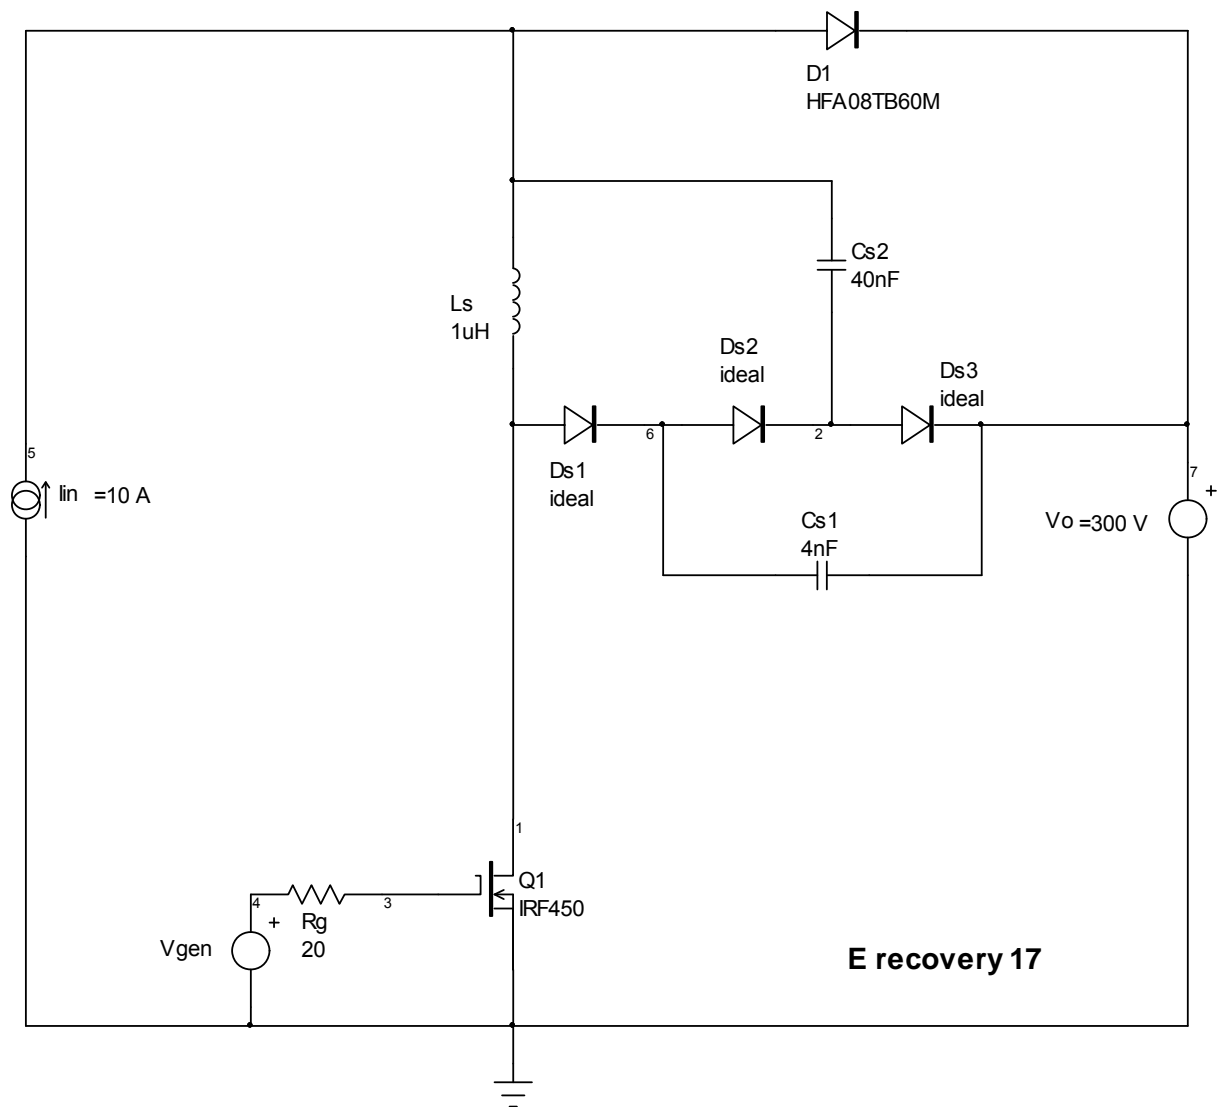 D1
HFA08TB60M
Cs2
40nF
Ls
1uH
Ds2
ideal
Ds3
ideal
6
2
5
Ds1
ideal
7
+
Iin =10 A
Cs1
4nF
Vo =300 V
1
Q1
IRF450
4
3
+
Rg
20
Vgen
E recovery 17